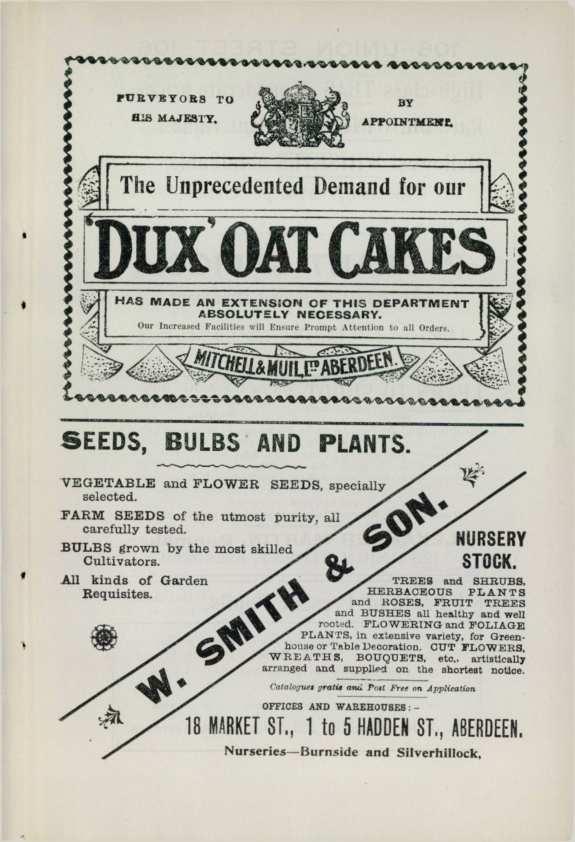 PURVEYORS TO
HIS MAJESTY.
BY
APPOINTMENT.
The Unprecedented Demand for our
'DUX' OAT CAKES
HAS MADE AN EXTENSION OF THIS DEPARTMENT
ABSOLUTELY NECESSARY.
Our Increased Facilities will Ensure Prompt Attention to all Orders.
MITCHELL & MUIL, LTD ABERDEEN.
SEEDS, BULBS AND PLANTS.
VEGETABLE and FLOWER SEEDS, specially
selected.
FARM SEEDS of the utmost purity, all
carefully tested.
BULBS grown by the most skilled
Cultivators.
All kinds of Garden
Requisites.
W. SMITH & SON.
NURSERY
STOCK.
TREES and SHRUBS,
HERBACEOUS PLANTS
and ROSES, FRUIT TREES
and BUSHES all healthy and well
rooted. FLOWERING and FOLIAGE
PLANTS, in extensive variety, for Green-
house or Table Decoration. CUT FLOWERS,
WREATHS, BOUQUETS, etc., artistically
arranged and supplied on the shortest notice.
Catalogues gratis and Post Free on Application
OFFICES AND WAREHOUSES:-
18 MARKET ST., 1 to 5 HADDEN ST., ABERDEEN.
Nurseries—Burnside and Silverhillock.